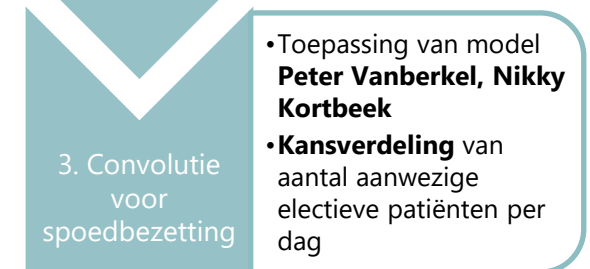 3. Convolutie
voor
spoedbezetting
•Toepassing van model
Peter Vanberkel, Nikky
Kortbeek
•Kansverdeling van
aantal aanwezige
electieve patiënten per
dag